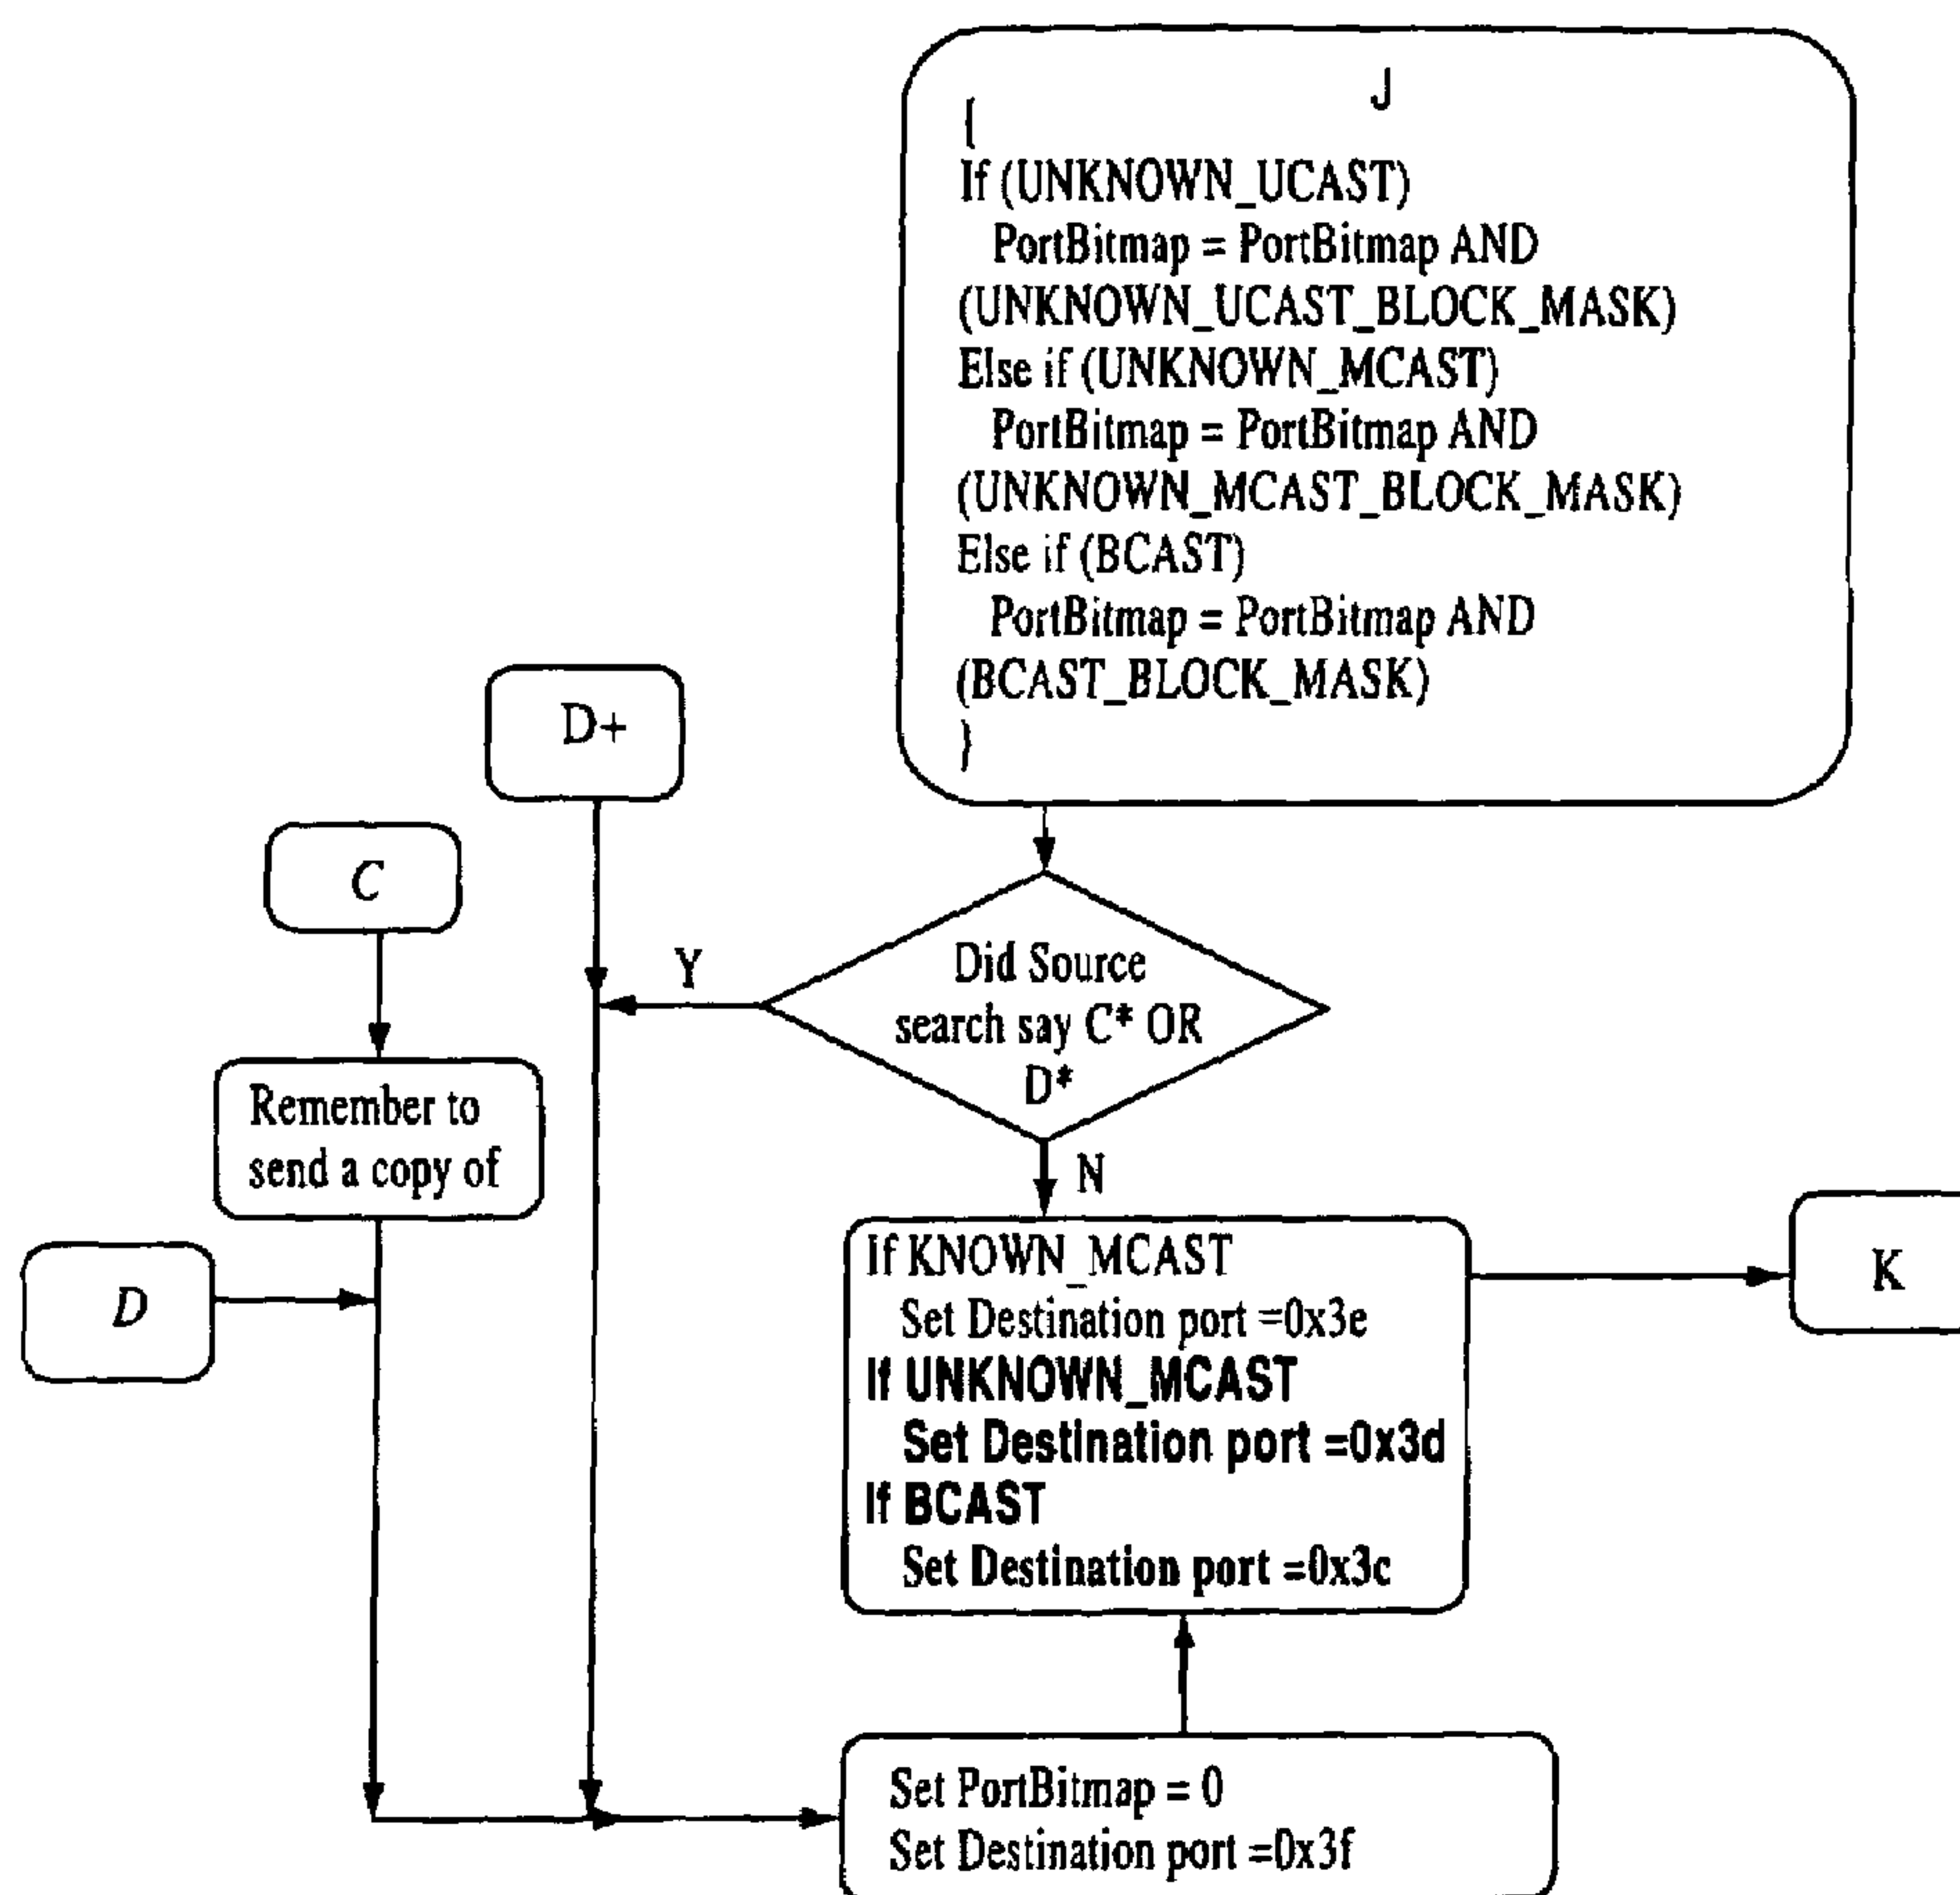 J
{
If (UNKNOWN_UCAST)
PortBitmap = PortBitmap AND
(UNKNOWN_UCAST_BLOCK_MASK)
Else if (UNKNOWN_MCAST)
PortBitmap = PortBitmap AND
(UNKNOWN_MCAST_BLOCK_MASK)
Else if (BCAST)
PortBitmap = PortBitmap AND
(BCAST_BLOCK_MASK)
}
D+
C
Y
Did Source
search say C* OR
D*
Remember to
send a copy of
N
D
If KNOWN_MCAST
Set Destination port =0x3e
If UNKNOWN_MCAST
Set Destination port =0x3d
If BCAST
Set Destination port =0x3c
K
Set PortBitmap = 0
Set Destination port =0x3f